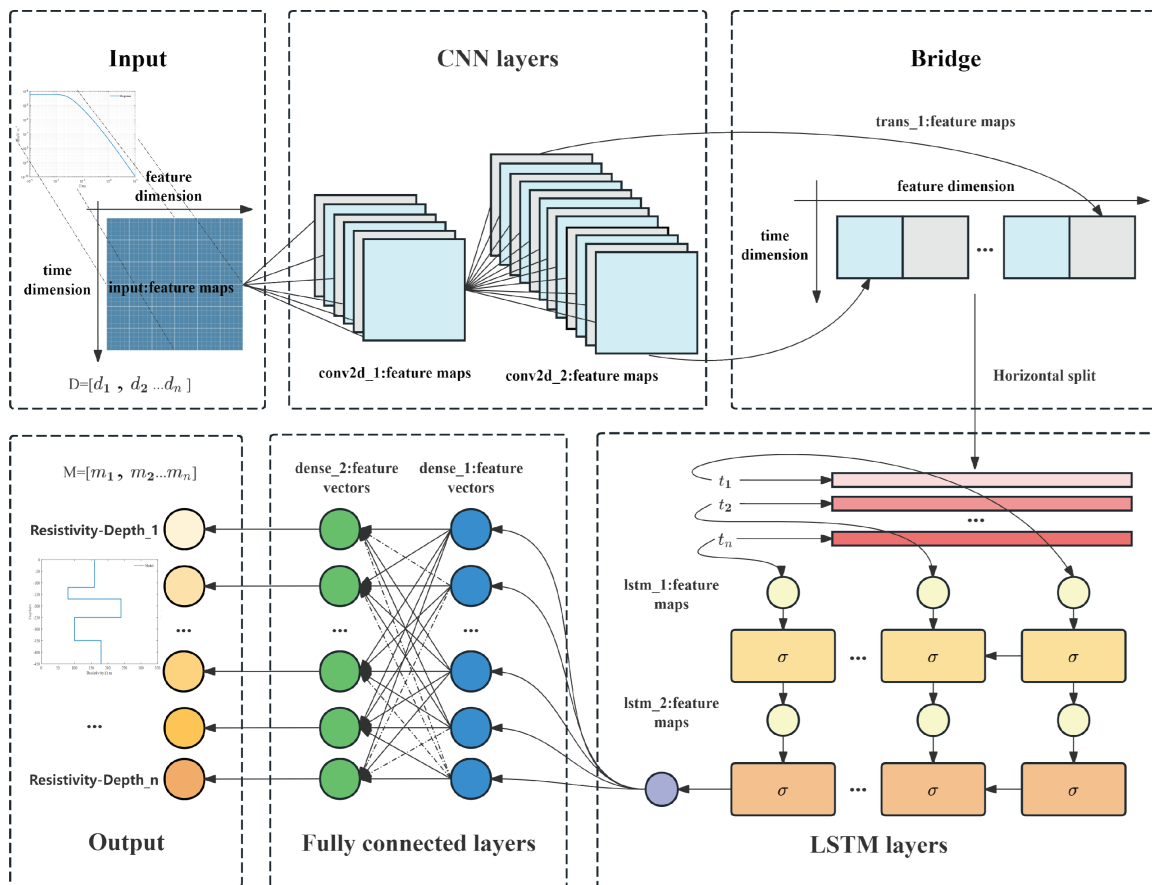 Input
CNN layers
Bridge
feature
dimension
time
dimension
input:feature maps
D=[d₁ , d₂ ...dₙ ]
conv2d_1:feature maps
conv2d_2:feature maps
trans_1:feature maps
feature dimension
time
dimension
...
Horizontal split
M=[m₁ , m₂...mₙ]
Resistivity-Depth_1
...
...
Resistivity-Depth_n
Output
dense_2:feature
vectors
dense_1:feature
vectors
...
...
Fully connected layers
t₁
t₂
...
tₙ
lstm_1:feature
maps
σ
...
σ
σ
lstm_2:feature
maps
σ
...
σ
σ
LSTM layers